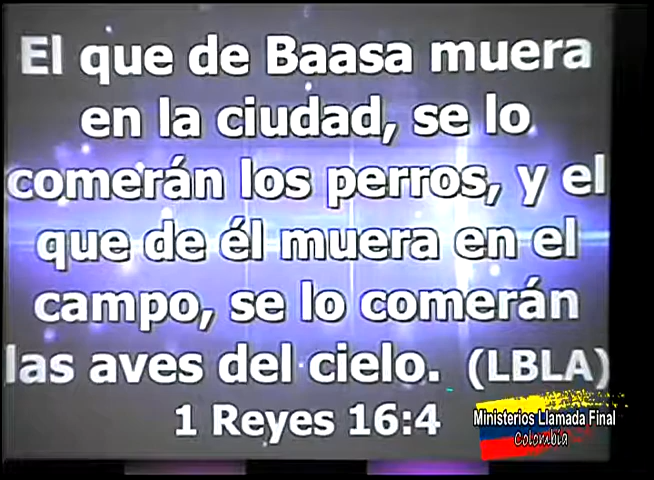 El que de Baasa muera
en la ciudad, se lo
comerán los perros, y el
que de él muera en el
campo, se lo comerán
las aves del cielo. (LBLA)
1 Reyes 16:4
Ministerios Llamada Final
Colombia